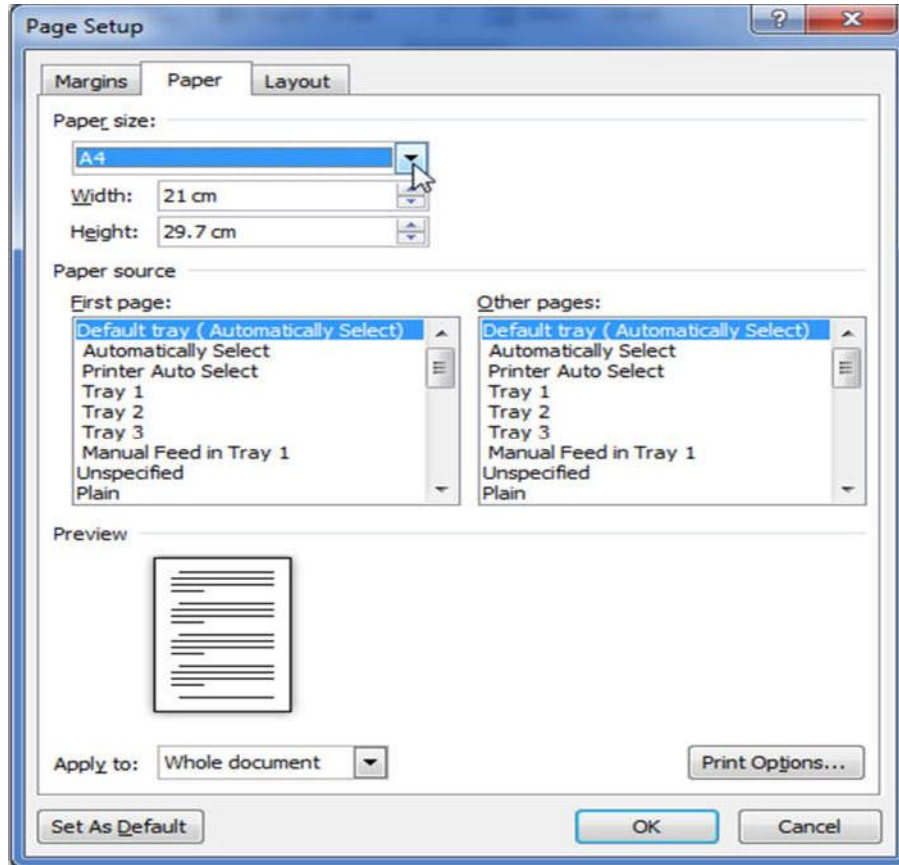 Page Setup
Margins Paper Layout
Paper size:
A4
Width: 21 cm
Height: 29.7 cm
Paper source
First page:
Default tray ( Automatically Select)
Automatically Select
Printer Auto Select
Tray 1
Tray 2
Tray 3
Manual Feed in Tray 1
Unspecified
Plain
Other pages:
Default tray ( Automatically Select)
Automatically Select
Printer Auto Select
Tray 1
Tray 2
Tray 3
Manual Feed in Tray 1
Unspecified
Plain
Preview
Apply to: Whole document
Print Options...
Set As Default OK Cancel